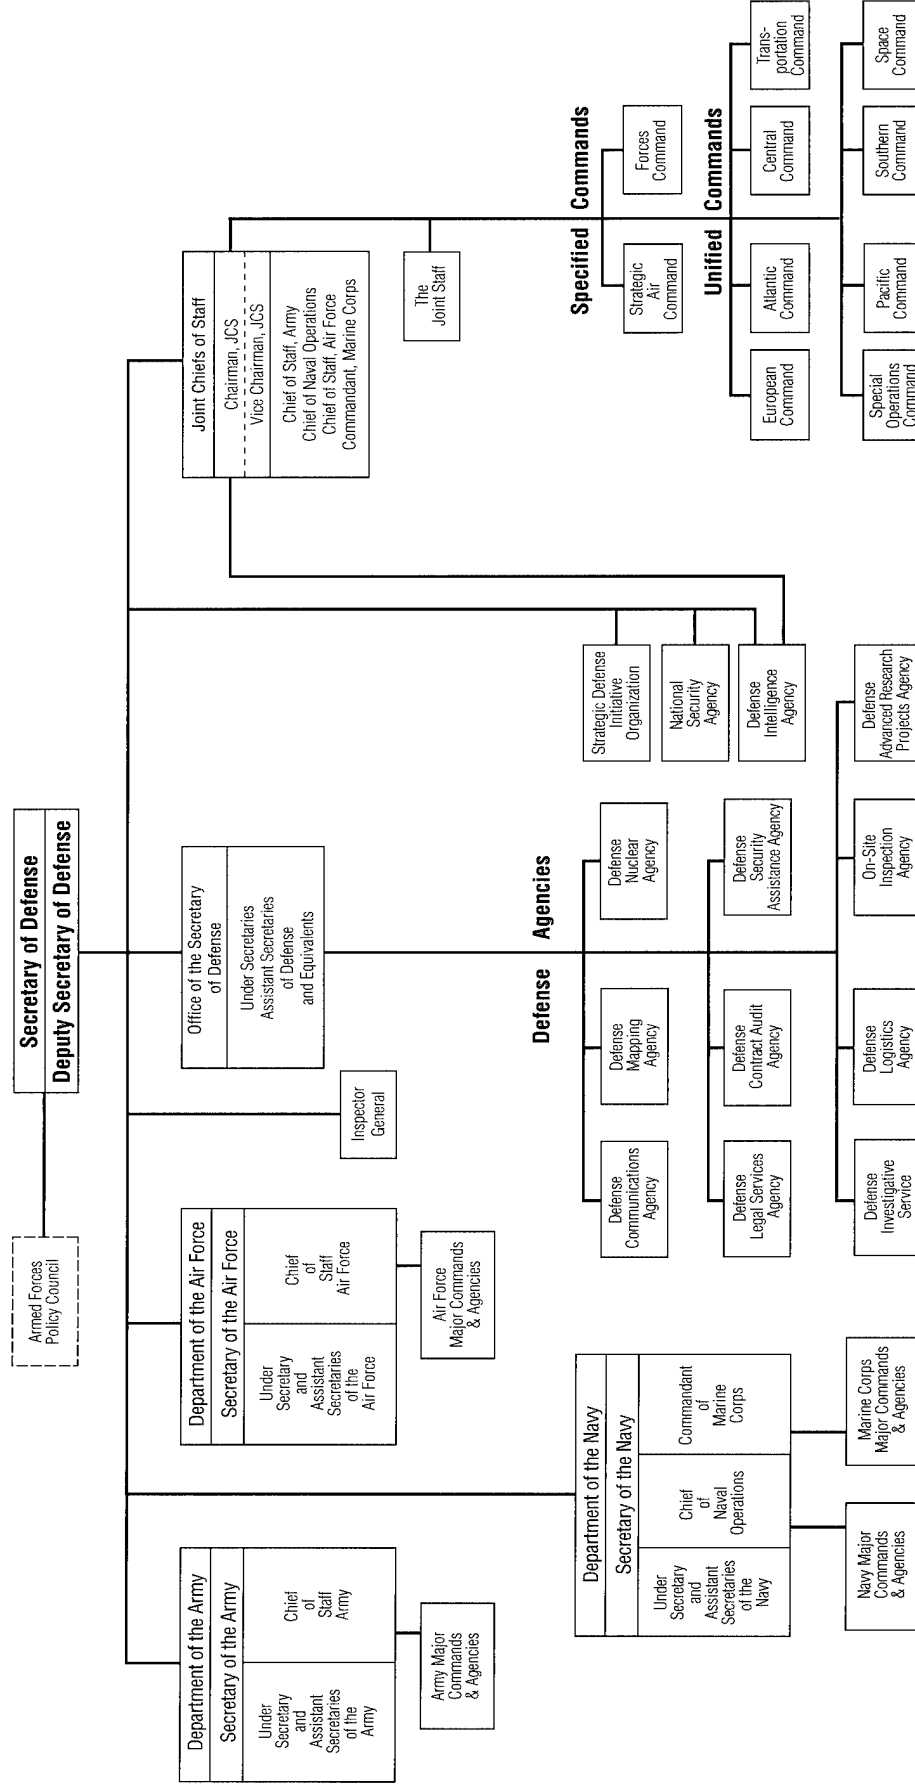 Secretary of Defense
Deputy Secretary of Defense
Armed Forces
Policy Council
Department of the Army
Secretary of the Army
Under
Secretary
and
Assistant
Secretaries
of the
Army
Chief
of
Staff
Army
Army Major
Commands
& Agencies
Department of the Navy
Secretary of the Navy
Under
Secretary
and
Assistant
Secretaries
of the
Navy
Chief
of
Naval
Operations
Commandant
of
Marine
Corps
Navy Major
Commands
& Agencies
Marine Corps
Major Commands
& Agencies
Department of the Air Force
Secretary of the Air Force
Under
Secretary
and
Assistant
Secretaries
of the
Air Force
Chief
of
Staff
Air Force
Air Force
Major Commands
& Agencies
Inspector
General
Office of the Secretary
of Defense
Under Secretaries
Assistant Secretaries
of Defense
and Equivalents
Defense Agencies
Defense
Communications
Agency
Defense
Mapping
Agency
Defense
Nuclear
Agency
Defense
Legal Services
Agency
Defense
Contract Audit
Agency
Defense
Security
Assistance Agency
Defense
Investigative
Service
Defense
Logistics
Agency
On-Site
Inspection
Agency
Defense
Advanced Research
Projects Agency
Strategic Defense
Initiative
Organization
National
Security
Agency
Defense
Intelligence
Agency
Joint Chiefs of Staff
Chairman, JCS
Vice Chairman, JCS
Chief of Staff, Army
Chief of Naval Operations
Chief of Staff, Air Force
Commandant, Marine Corps
The
Joint Staff
Specified Commands
Strategic
Air
Command
Forces
Command
Unified Commands
European
Command
Atlantic
Command
Central
Command
Trans-
portation
Command
Special
Operations
Command
Pacific
Command
Southern
Command
Space
Command